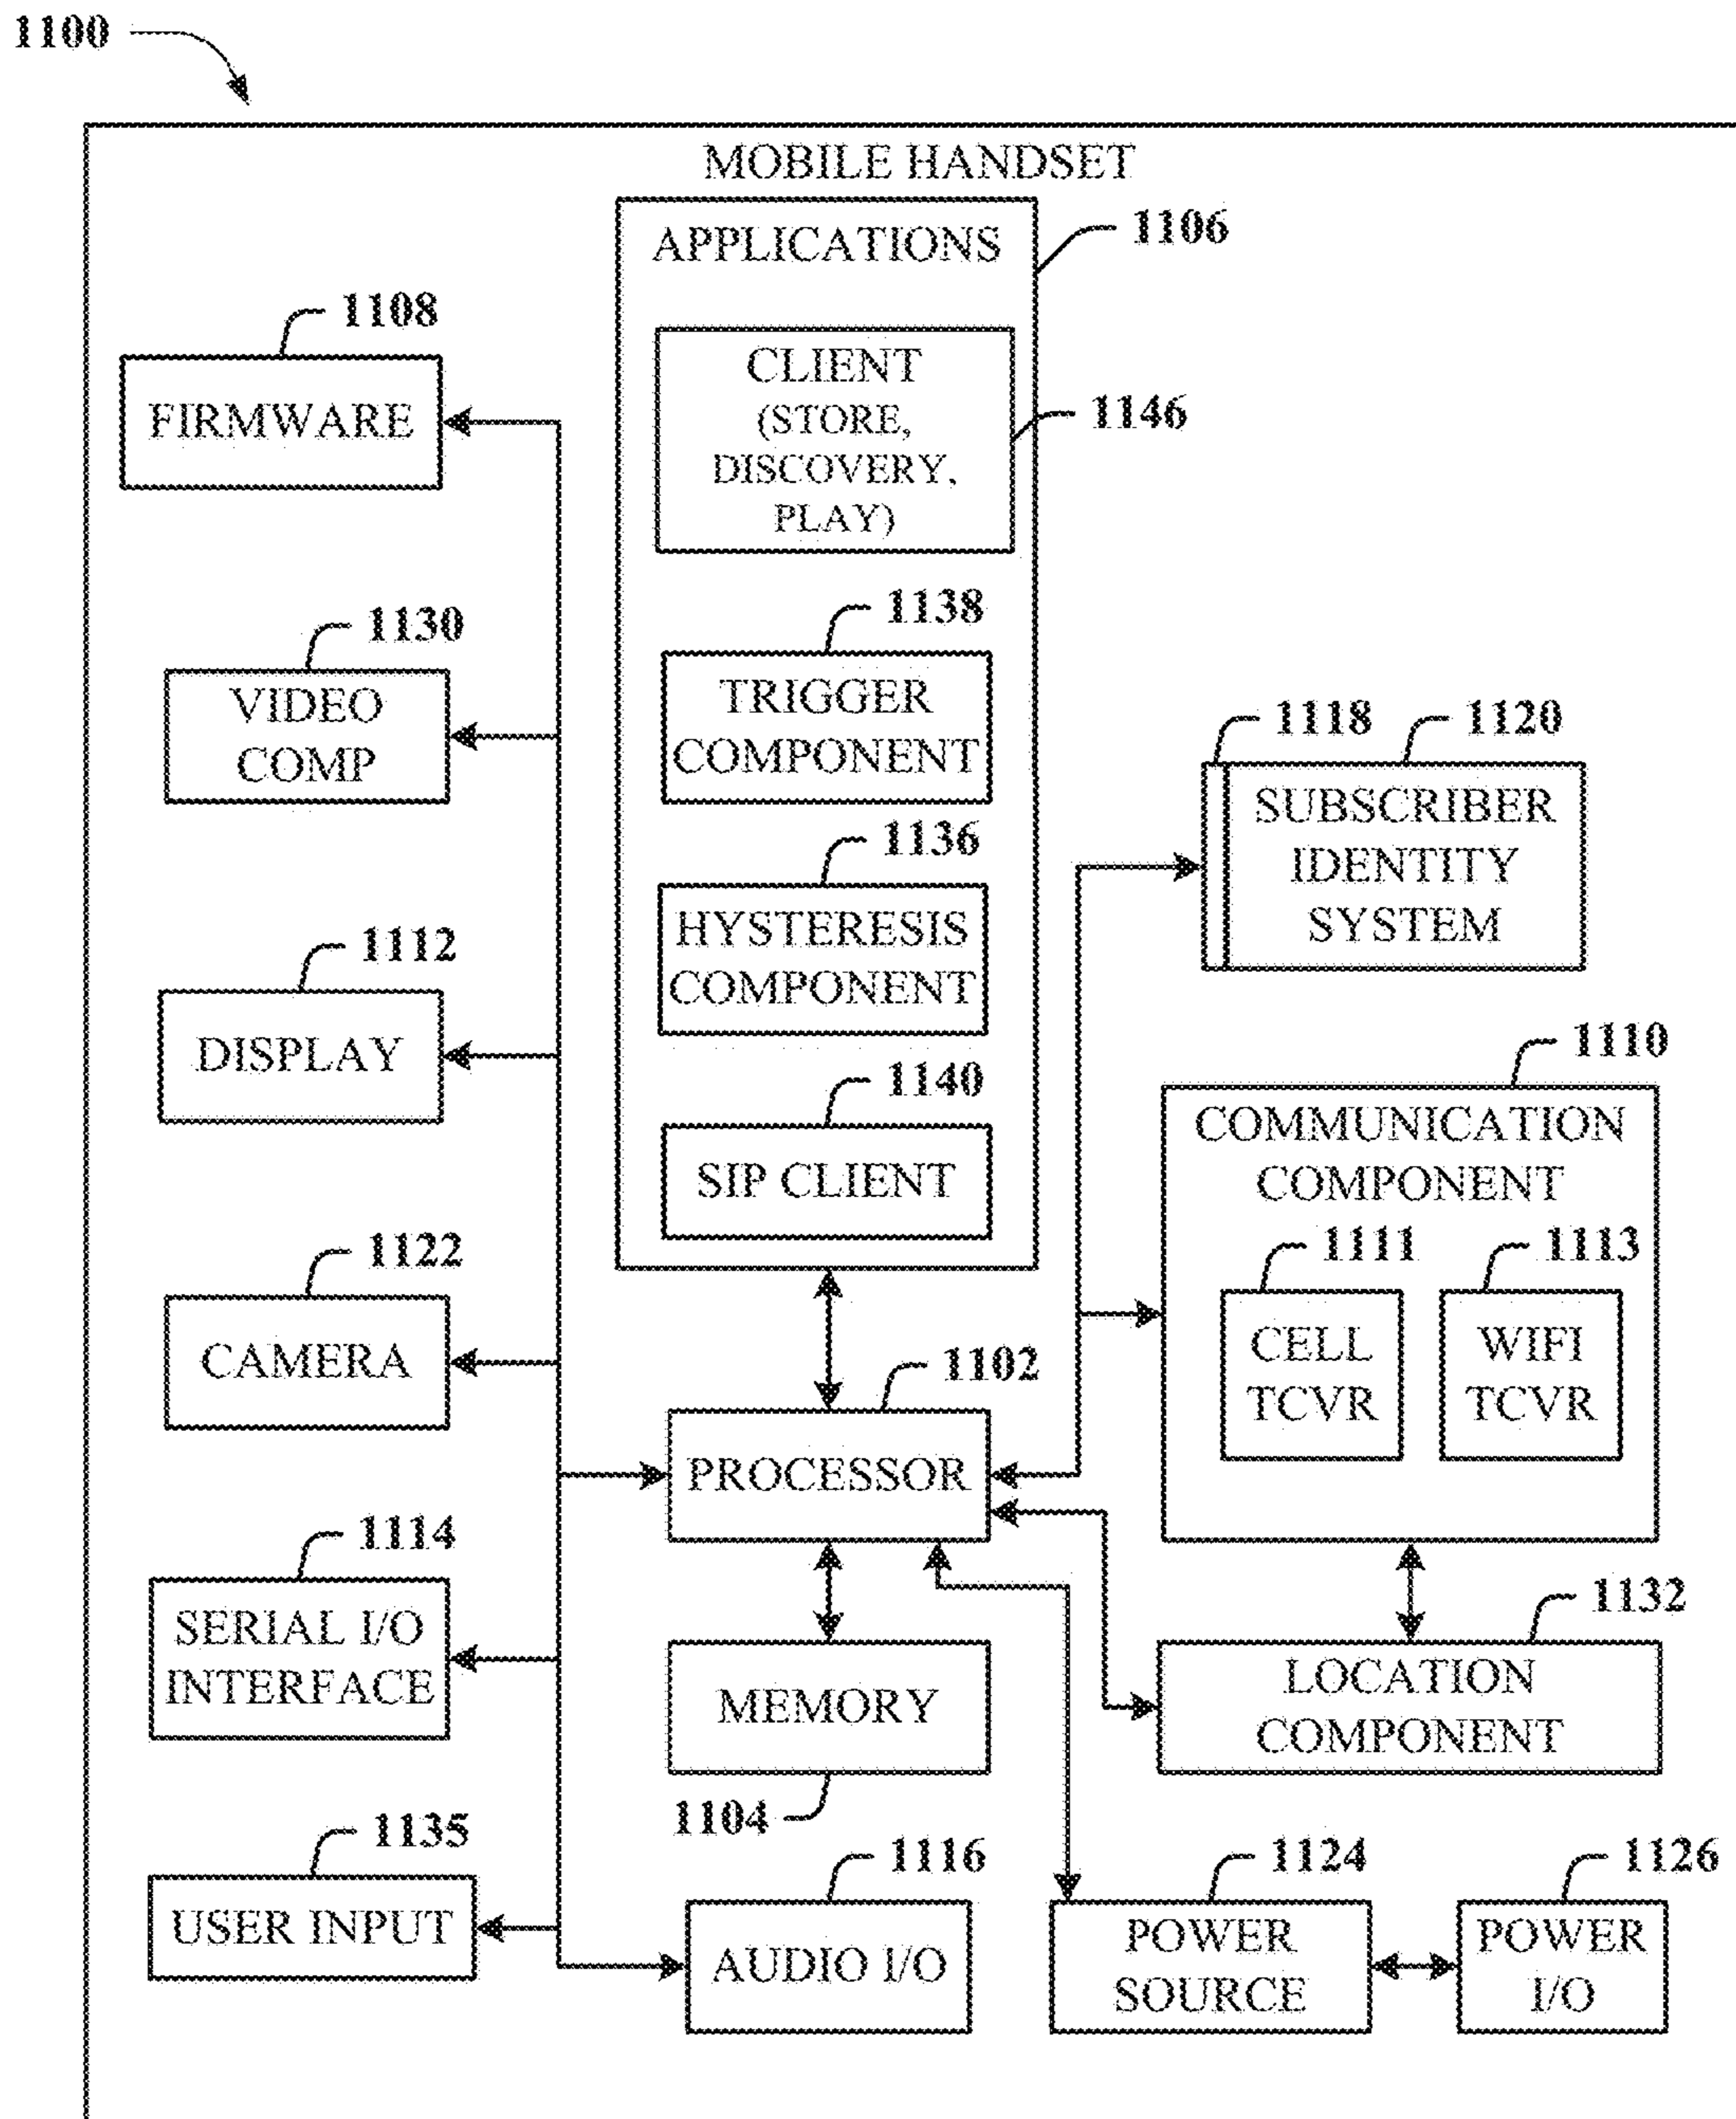 1100
MOBILE HANDSET
APPLICATIONS
1106
1108
FIRMWARE
CLIENT
(STORE,
DISCOVERY,
PLAY)
1146
1130
VIDEO
COMP
1138
TRIGGER
COMPONENT
1118
1120
SUBSCRIBER
IDENTITY
SYSTEM
1136
HYSTERESIS
COMPONENT
1112
DISPLAY
1140
SIP CLIENT
1110
COMMUNICATION
COMPONENT
1111
CELL
TCVR
1113
WIFI
TCVR
1122
CAMERA
1102
PROCESSOR
1114
SERIAL I/O
INTERFACE
MEMORY
1104
1132
LOCATION
COMPONENT
1135
USER INPUT
1116
AUDIO I/O
1124
POWER
SOURCE
1126
POWER
I/O